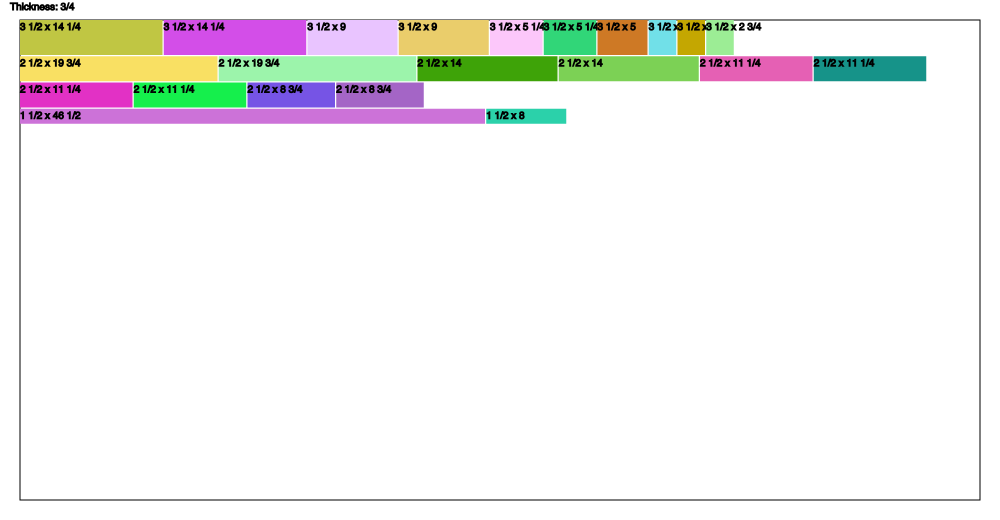 Thickness: 3/4
3 1/2 x 14 1/4 3 1/2 x 14 1/4 3 1/2 x 9 3 1/2 x 9 3 1/2 x 5 1/4 3 1/2 x 5 1/4 3 1/2 x 5 3 1/2 x 3 1/2 x 3 1/2 x 2 3/4
2 1/2 x 19 3/4 2 1/2 x 19 3/4 2 1/2 x 14 2 1/2 x 14 2 1/2 x 11 1/4 2 1/2 x 11 1/4
2 1/2 x 11 1/4 2 1/2 x 11 1/4 2 1/2 x 8 3/4 2 1/2 x 8 3/4
1 1/2 x 46 1/2 1 1/2 x 8